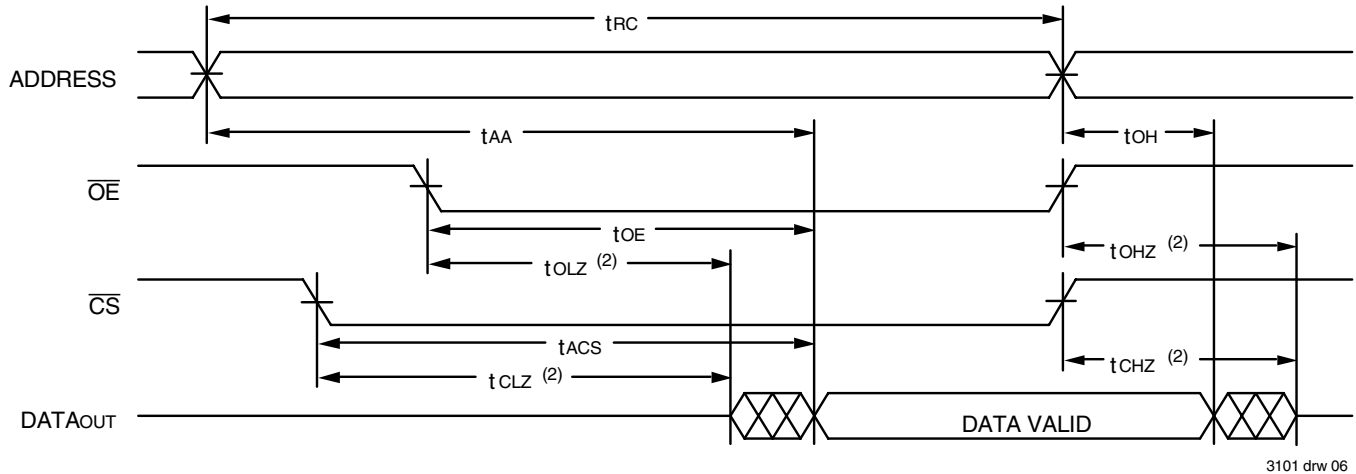 tRC
ADDRESS
tAA
tOH
OE
tOE
tOHZ (2)
tOLZ (2)
CS
tACS
tCHZ (2)
tCLZ (2)
DATAOUT
DATA VALID
3101 drw 06